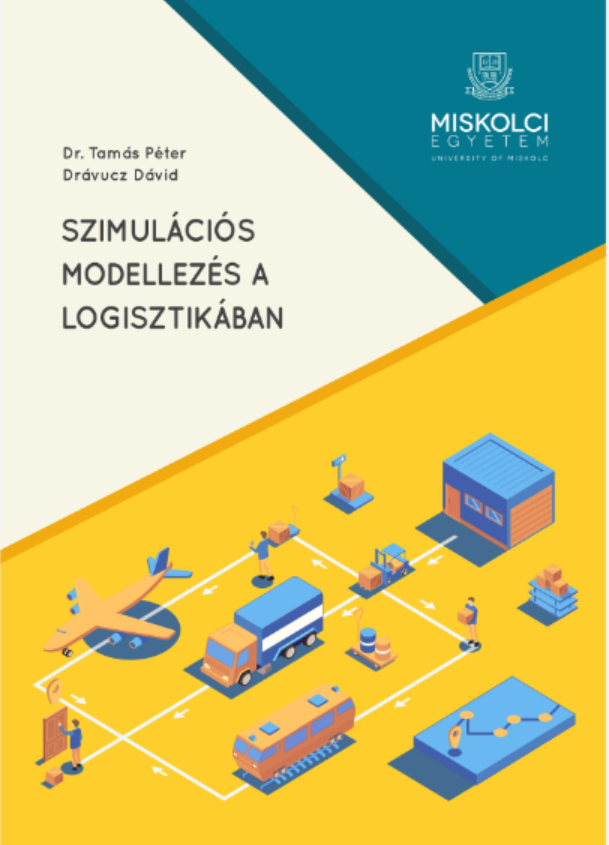 MISKOLCI
EGYETEM
UNIVERSITY OF MISKOLC
Dr. Tamás Péter
Drávucz Dávid
SZIMULÁCIÓS
MODELLEZÉS A
LOGISZTIKÁBAN